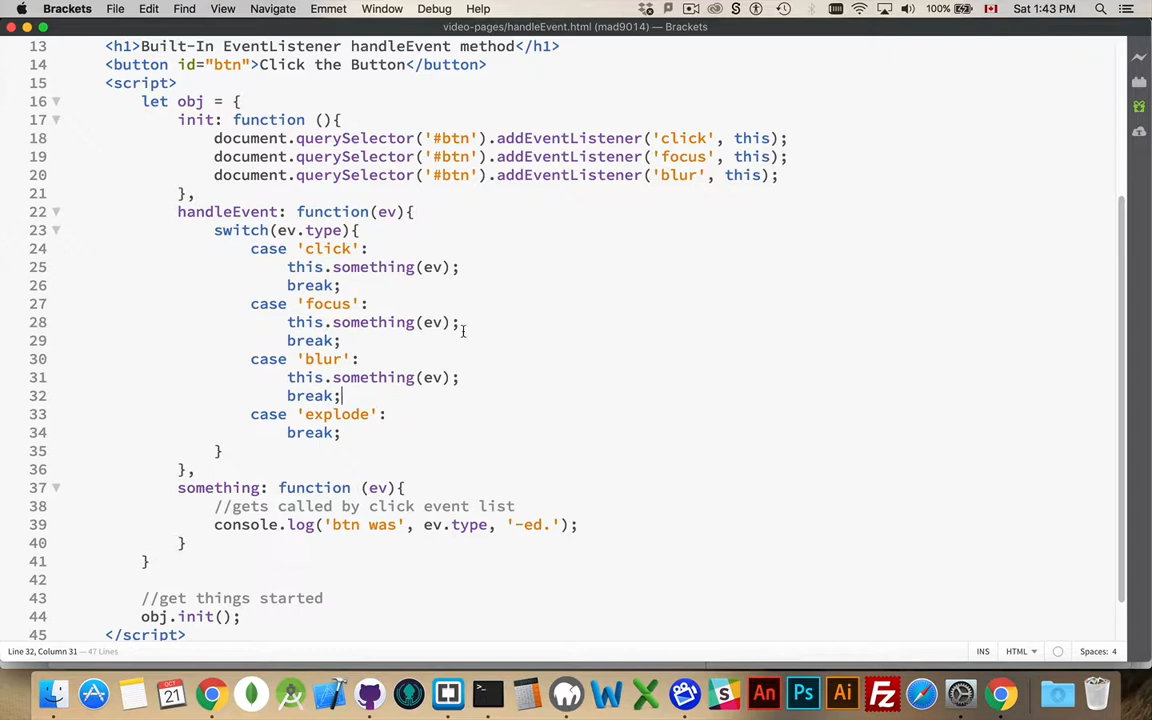 Brackets File Edit Find View Navigate Emmet Window Debug Help 100% Sat 1:43 PM
video-pages/handleEvent.html (mad9014) — Brackets
13 <h1>Built-In EventListener handleEvent method</h1>
14 <button id="btn">Click the Button</button>
15 <script>
16 let obj = {
17 init: function (){
18 document.querySelector('#btn').addEventListener('click', this);
19 document.querySelector('#btn').addEventListener('focus', this);
20 document.querySelector('#btn').addEventListener('blur', this);
21 },
22 handleEvent: function(ev){
23 switch(ev.type){
24 case 'click':
25 this.something(ev);
26 break;
27 case 'focus':
28 this.something(ev);
29 break;
30 case 'blur':
31 this.something(ev);
32 break;
33 case 'explode':
34 break;
35 }
36 },
37 something: function (ev){
38 //gets called by click event list
39 console.log('btn was', ev.type, '-ed.');
40 }
41 }
42
43 //get things started
44 obj.init();
45 </script>
Line 32, Column 31 — 47 Lines INS HTML Spaces: 4
OCT 21 W X S An Ps Ai Fz